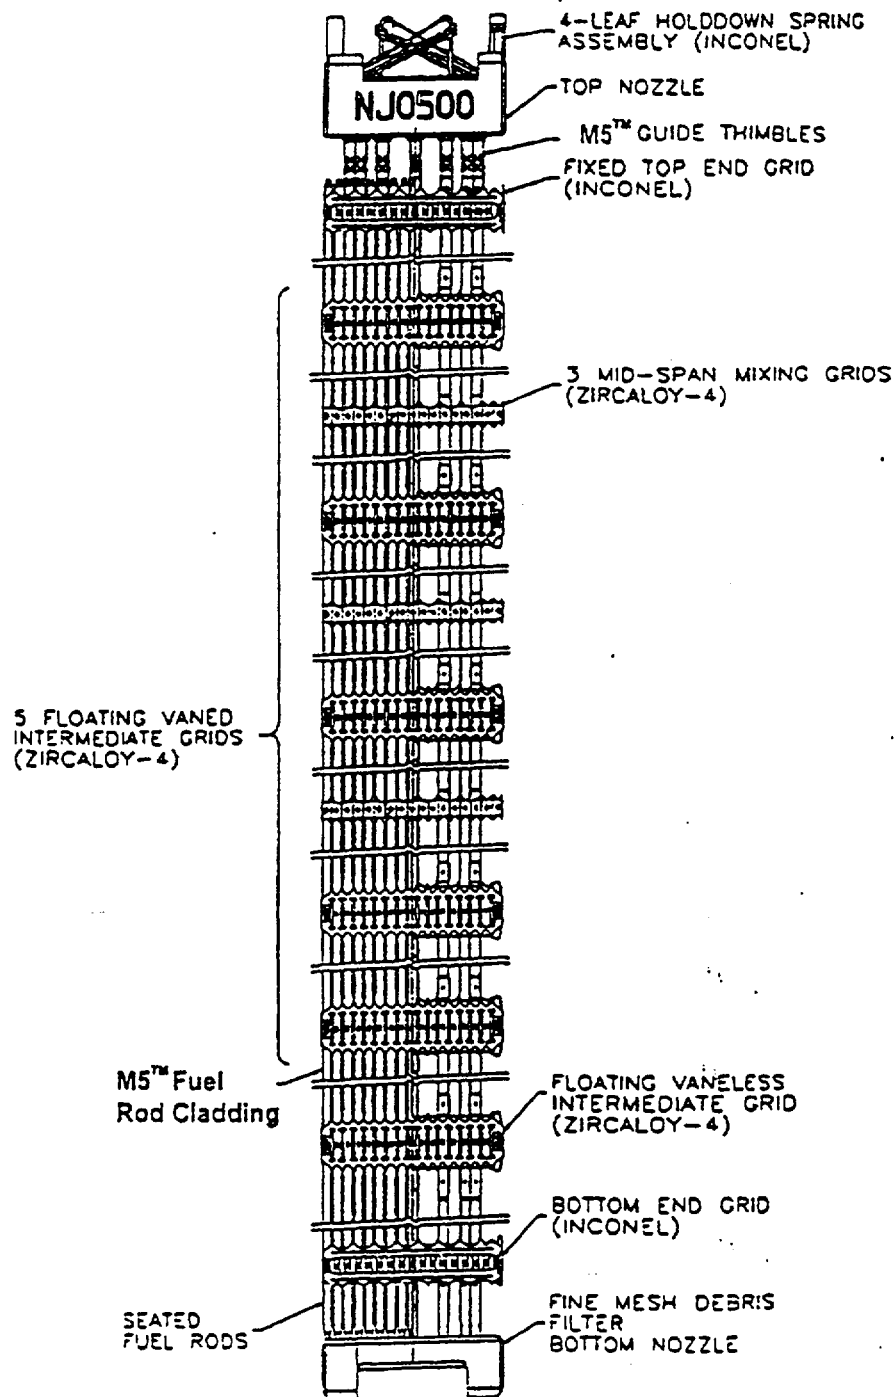 4-LEAF HOLDDOWN SPRING
ASSEMBLY (INCONEL)
TOP NOZZLE
NJ0500
M5™ GUIDE THIMBLES
FIXED TOP END GRID
(INCONEL)
3 MID-SPAN MIXING GRIDS
(ZIRCALOY-4)
5 FLOATING VANED
INTERMEDIATE GRIDS
(ZIRCALOY-4)
M5™ Fuel
Rod Cladding
FLOATING VANELESS
INTERMEDIATE GRID
(ZIRCALOY-4)
BOTTOM END GRID
(INCONEL)
SEATED
FUEL RODS
FINE MESH DEBRIS
FILTER
BOTTOM NOZZLE